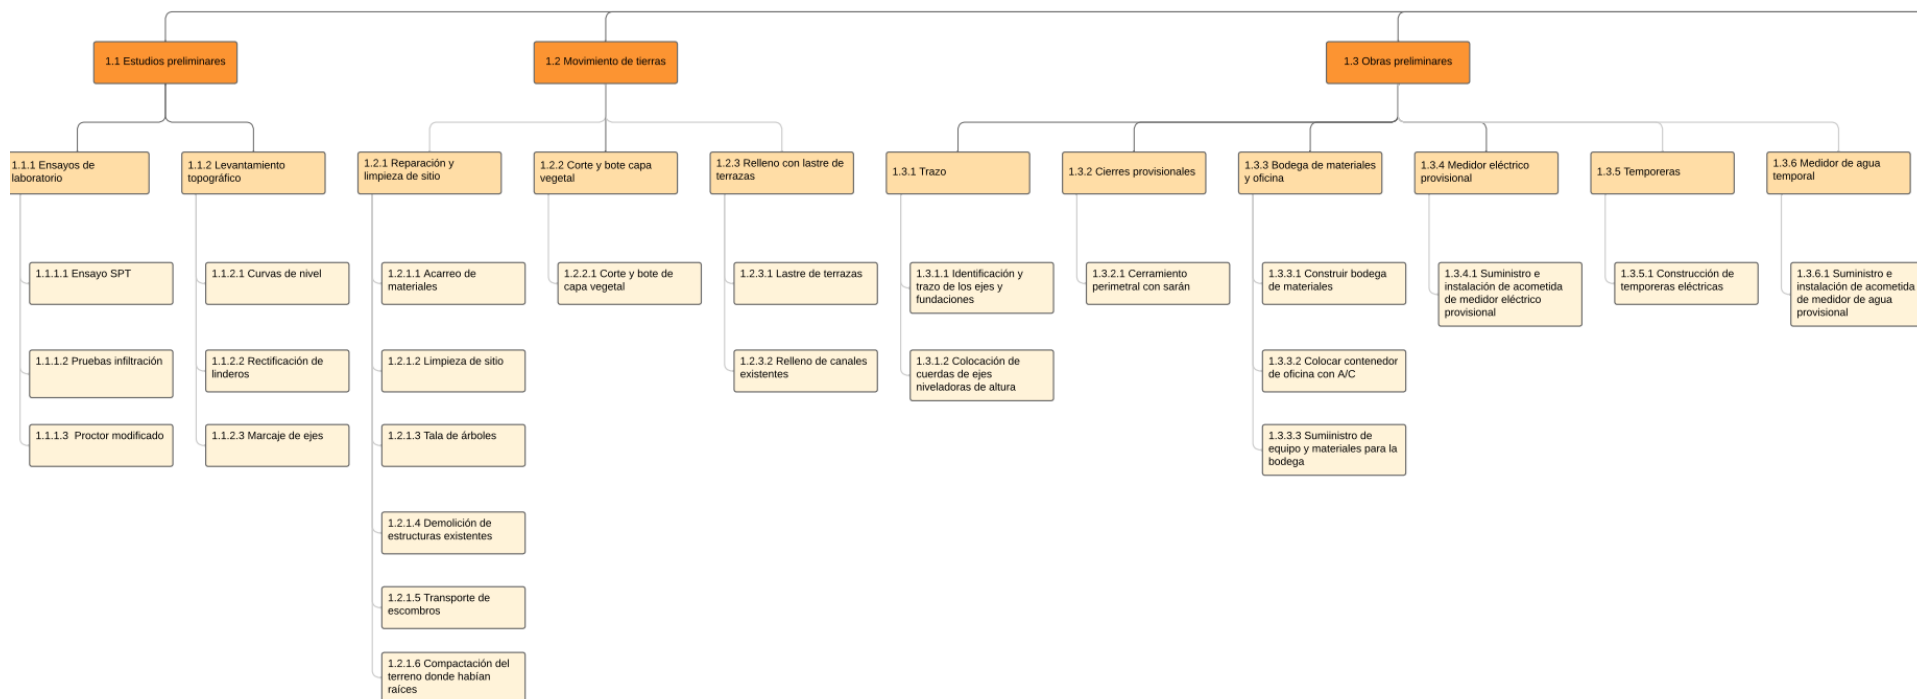 1.1 Estudios preliminares
1.2 Movimiento de tierras
1.3 Obras preliminares
1.1.1 Ensayos de
laboratorio
1.1.2 Levantamiento
topográfico
1.2.1 Reparación y
limpieza de sitio
1.2.2 Corte y bote capa
vegetal
1.2.3 Relleno con lastre de
terrazas
1.3.1 Trazo
1.3.2 Cierres provisionales
1.3.3 Bodega de materiales
y oficina
1.3.4 Medidor eléctrico
provisional
1.3.5 Temporeras
1.3.6 Medidor de agua
temporal
1.1.1.1 Ensayo SPT
1.1.2.1 Curvas de nivel
1.2.1.1 Acarreo de
materiales
1.2.2.1 Corte y bote de
capa vegetal
1.2.3.1 Lastre de terrazas
1.3.1.1 Identificación y
trazo de los ejes y
fundaciones
1.3.2.1 Cerramiento
perimetral con sarán
1.3.3.1 Construir bodega
de materiales
1.3.4.1 Suministro e
instalación de acometida
de medidor eléctrico
provisional
1.3.5.1 Construcción de
temporeras eléctricas
1.3.6.1 Suministro e
instalación de acometida
de medidor de agua
provisional
1.1.1.2 Pruebas infiltración
1.1.2.2 Rectificación de
linderos
1.2.1.2 Limpieza de sitio
1.2.3.2 Relleno de canales
existentes
1.3.1.2 Colocación de
cuerdas de ejes
niveladoras de altura
1.3.3.2 Colocar contenedor
de oficina con A/C
1.1.1.3 Proctor modificado
1.1.2.3 Marcaje de ejes
1.2.1.3 Tala de árboles
1.3.3.3 Sumiinistro de
equipo y materiales para la
bodega
1.2.1.4 Demolición de
estructuras existentes
1.2.1.5 Transporte de
escombros
1.2.1.6 Compactación del
terreno donde habían
raíces